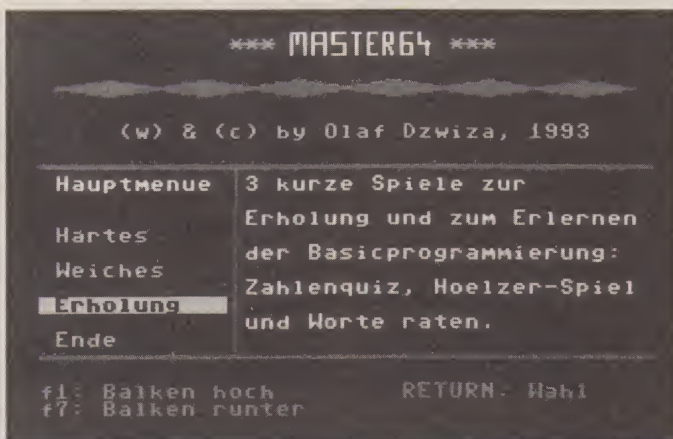 *** MASTER64 ***
(w) & (c) by Olaf Dzwiza, 1993
Hauptmenue
Hartes
Weiches
Erholung
Ende
3 kurze Spiele zur
Erholung und zum Erlernen
der Basicprogrammierung:
Zahlenquiz, Hoelzer-Spiel
und Worte raten.
f1: Balken hoch
f7: Balken runter
RETURN: Wahl